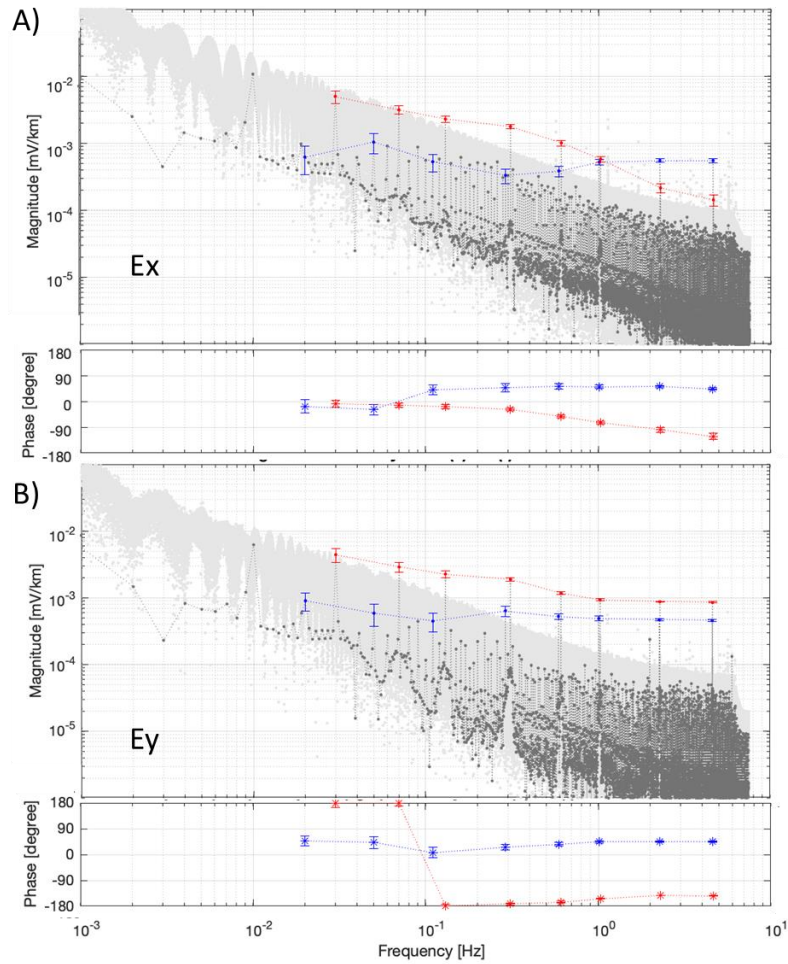 A)
10⁻²
10⁻³
10⁻⁴
10⁻⁵
Magnitude [mV/km]
Ex
180
90
0
-90
-180
Phase [degree]
B)
10⁻²
10⁻³
10⁻⁴
10⁻⁵
Magnitude [mV/km]
Ey
180
90
0
-90
-180
Phase [degree]
10⁻³ 10⁻² 10⁻¹ 10⁰ 10¹
Frequency [Hz]